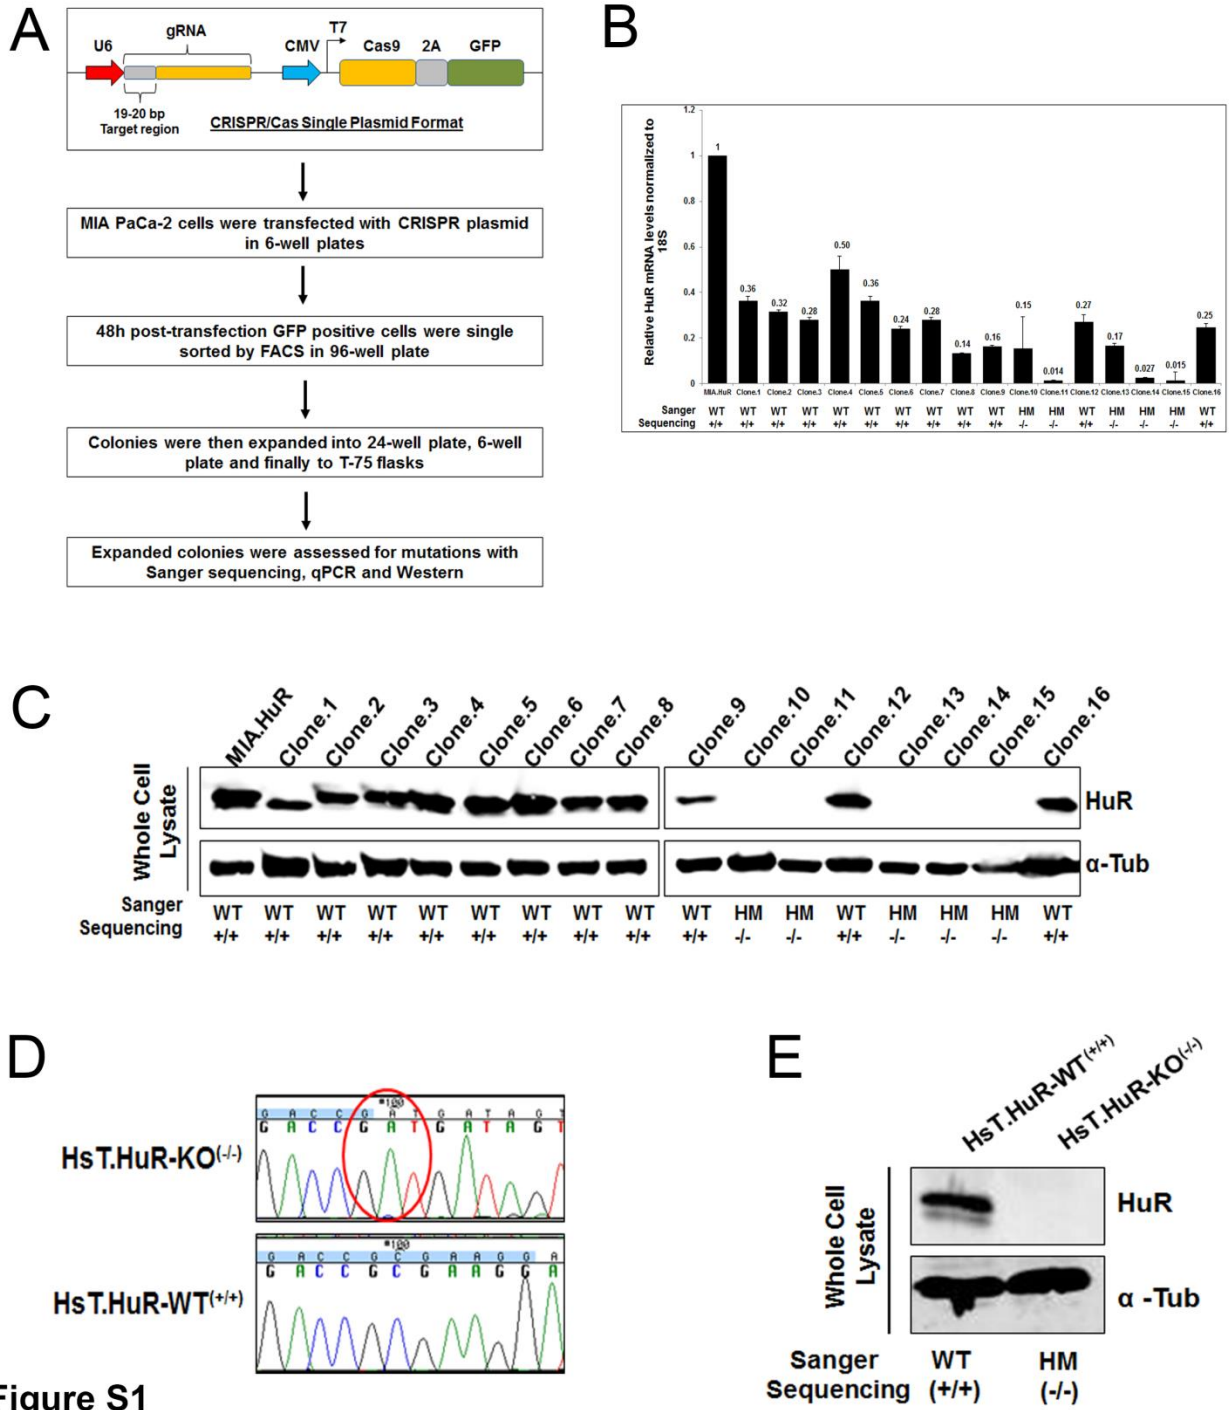 A
U6
gRNA
CMV
T7
Cas9
2A
GFP
19-20 bp
Target region
CRISPR/Cas Single Plasmid Format
MIA PaCa-2 cells were transfected with CRISPR plasmid
in 6-well plates
48h post-transfection GFP positive cells were single
sorted by FACS in 96-well plate
Colonies were then expanded into 24-well plate, 6-well
plate and finally to T-75 flasks
Expanded colonies were assessed for mutations with
Sanger sequencing, qPCR and Western
B
Relative HuR mRNA levels normalized to
18S
1.2
1
0.8
0.6
0.4
0.2
0
1 0.36 0.32 0.28 0.50 0.36 0.24 0.28 0.14 0.16 0.15 0.014 0.27 0.17 0.027 0.015 0.25
MIA.HuR Clone.1 Clone.2 Clone.3 Clone.4 Clone.5 Clone.6 Clone.7 Clone.8 Clone.9 Clone.10 Clone.11 Clone.12 Clone.13 Clone.14 Clone.15 Clone.16
Sanger WT WT WT WT WT WT WT WT WT WT HM HM WT HM HM HM WT
Sequencing +/+ +/+ +/+ +/+ +/+ +/+ +/+ +/+ +/+ +/+ -/- -/- +/+ -/- -/- -/- +/+
C
MIA.HuR Clone.1 Clone.2 Clone.3 Clone.4 Clone.5 Clone.6 Clone.7 Clone.8 Clone.9 Clone.10 Clone.11 Clone.12 Clone.13 Clone.14 Clone.15 Clone.16
Whole Cell
Lysate
HuR
α-Tub
Sanger WT WT WT WT WT WT WT WT WT WT HM HM WT HM HM HM WT
Sequencing +/+ +/+ +/+ +/+ +/+ +/+ +/+ +/+ +/+ +/+ -/- -/- +/+ -/- -/- -/- +/+
D
HsT.HuR-KO(-/-)
*100
G A C C G A T G A T A G T
G A C C G A T G A T A G T
HsT.HuR-WT(+/+)
*100
G A C C G C G A A G G A
G A C C G C G A A G G A
E
HsT.HuR-WT(+/+)
HsT.HuR-KO(-/-)
Whole Cell
Lysate
HuR
α -Tub
Sanger WT HM
Sequencing (+/+) (-/-)
Figure S1